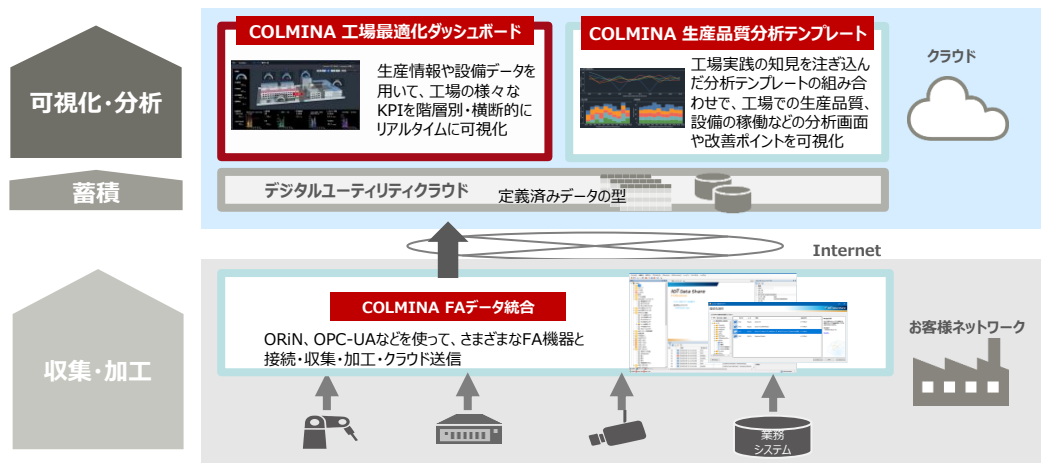 COLMINA 工場最適化ダッシュボード
生産情報や設備データを
用いて、工場の様々な
KPIを階層別・横断的に
リアルタイムに可視化
COLMINA 生産品質分析テンプレート
工場実践の知見を注ぎ込ん
だ分析テンプレートの組み合
わせで、工場での生産品質、
設備の稼働などの分析画面
や改善ポイントを可視化
クラウド
可視化・分析
蓄積
デジタルユーティリティクラウド
定義済みデータの型
Internet
収集・加工
COLMINA FAデータ統合
ORiN、OPC-UAなどを使って、さまざまなFA機器と
接続・収集・加工・クラウド送信
IoT Data Share
お客様ネットワーク
業務
システム